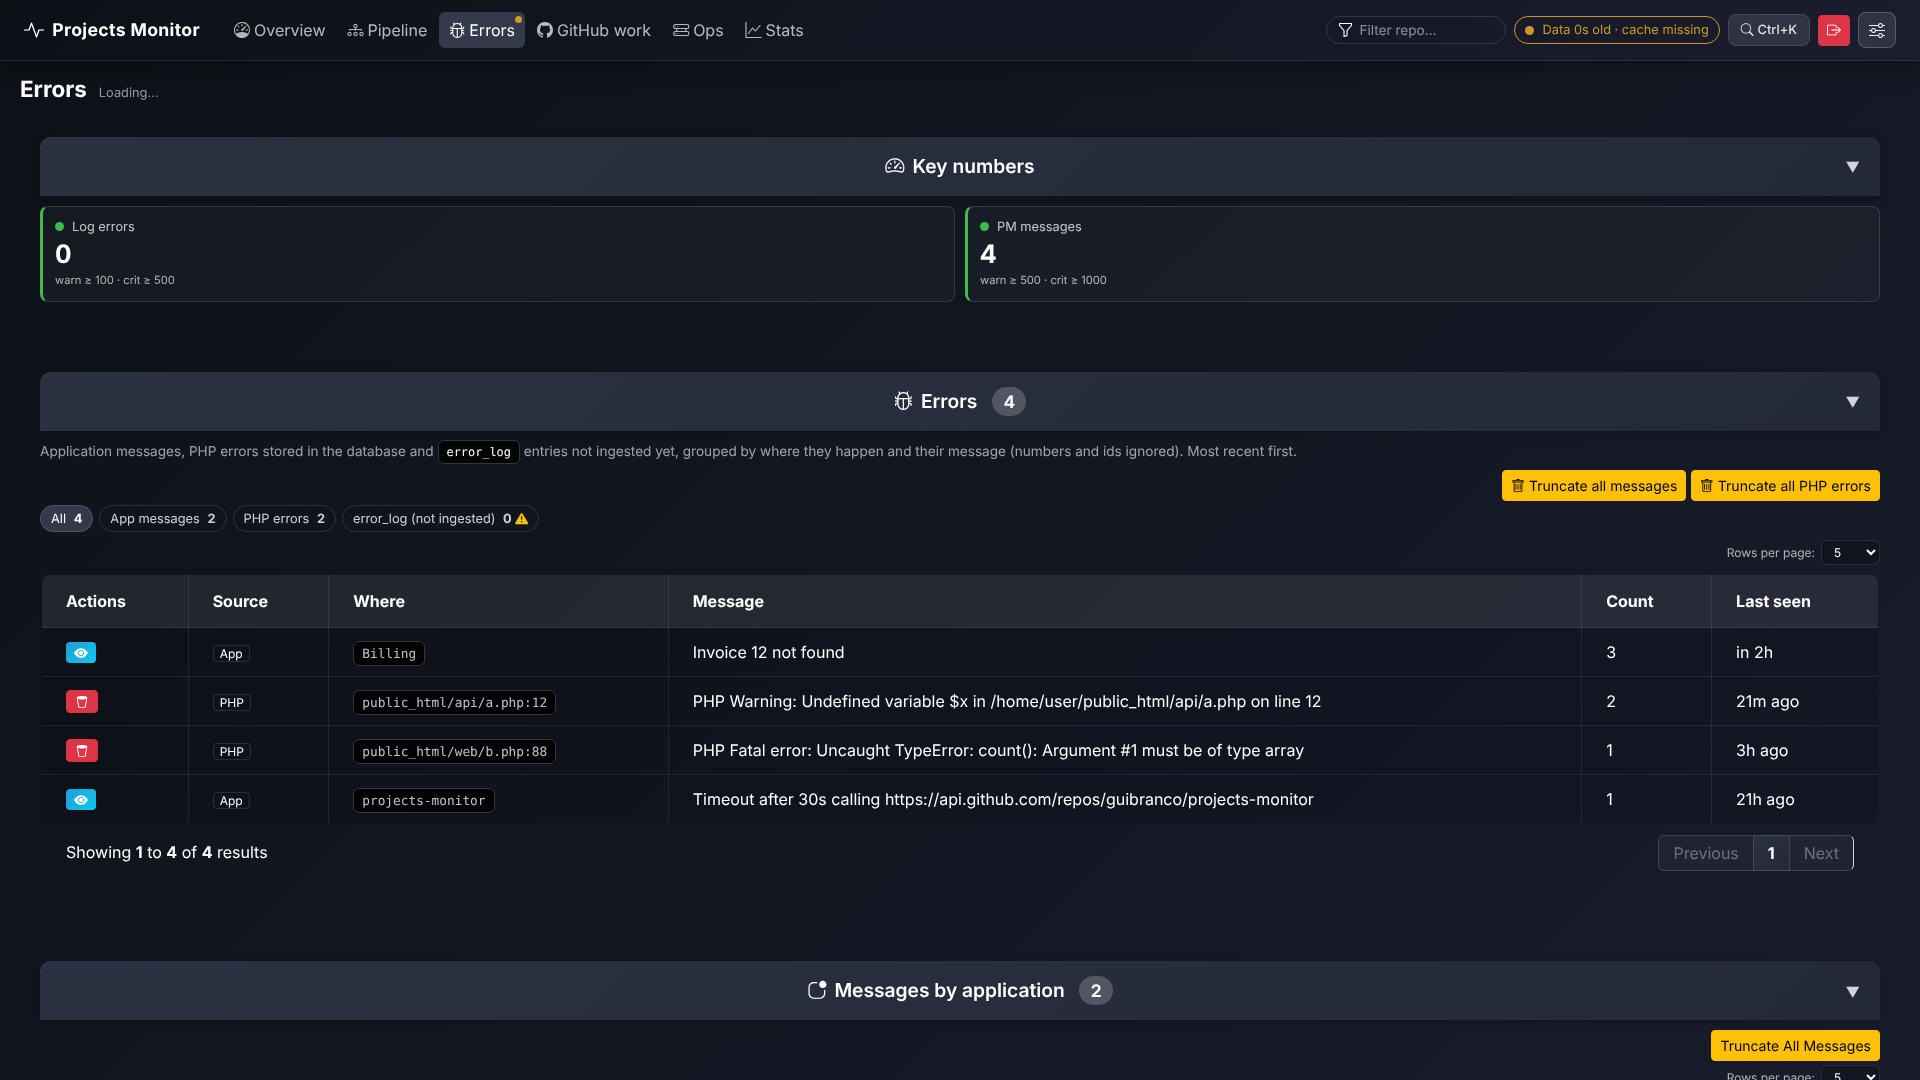 Projects Monitor Overview Pipeline Errors GitHub work Ops Stats Filter repo... Data 0s old · cache missing Ctrl+K
Errors Loading...
Key numbers ▼
Log errors
0
warn ≥ 100 · crit ≥ 500
PM messages
4
warn ≥ 500 · crit ≥ 1000
Errors 4 ▼
Application messages, PHP errors stored in the database and error_log entries not ingested yet, grouped by where they happen and their message (numbers and ids ignored). Most recent first.
Truncate all messages Truncate all PHP errors
All 4 App messages 2 PHP errors 2 error_log (not ingested) 0
Rows per page: 5
Actions Source Where Message Count Last seen
App Billing Invoice 12 not found 3 in 2h
PHP public_html/api/a.php:12 PHP Warning: Undefined variable $x in /home/user/public_html/api/a.php on line 12 2 21m ago
PHP public_html/web/b.php:88 PHP Fatal error: Uncaught TypeError: count(): Argument #1 must be of type array 1 3h ago
App projects-monitor Timeout after 30s calling https://api.github.com/repos/guibranco/projects-monitor 1 21h ago
Showing 1 to 4 of 4 results Previous 1 Next
Messages by application 2 ▼
Truncate All Messages
Rows per page: 5